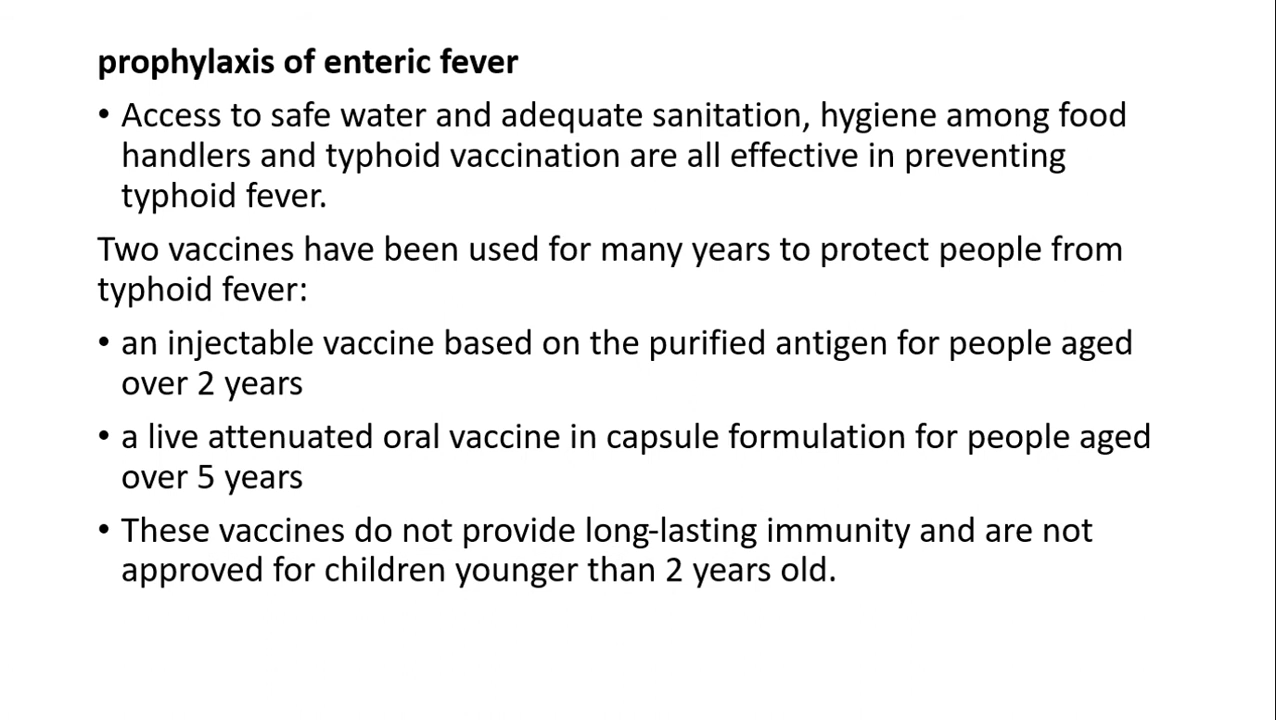 prophylaxis of enteric fever
• Access to safe water and adequate sanitation, hygiene among food
handlers and typhoid vaccination are all effective in preventing
typhoid fever.
Two vaccines have been used for many years to protect people from
typhoid fever:
• an injectable vaccine based on the purified antigen for people aged
over 2 years
• a live attenuated oral vaccine in capsule formulation for people aged
over 5 years
• These vaccines do not provide long-lasting immunity and are not
approved for children younger than 2 years old.